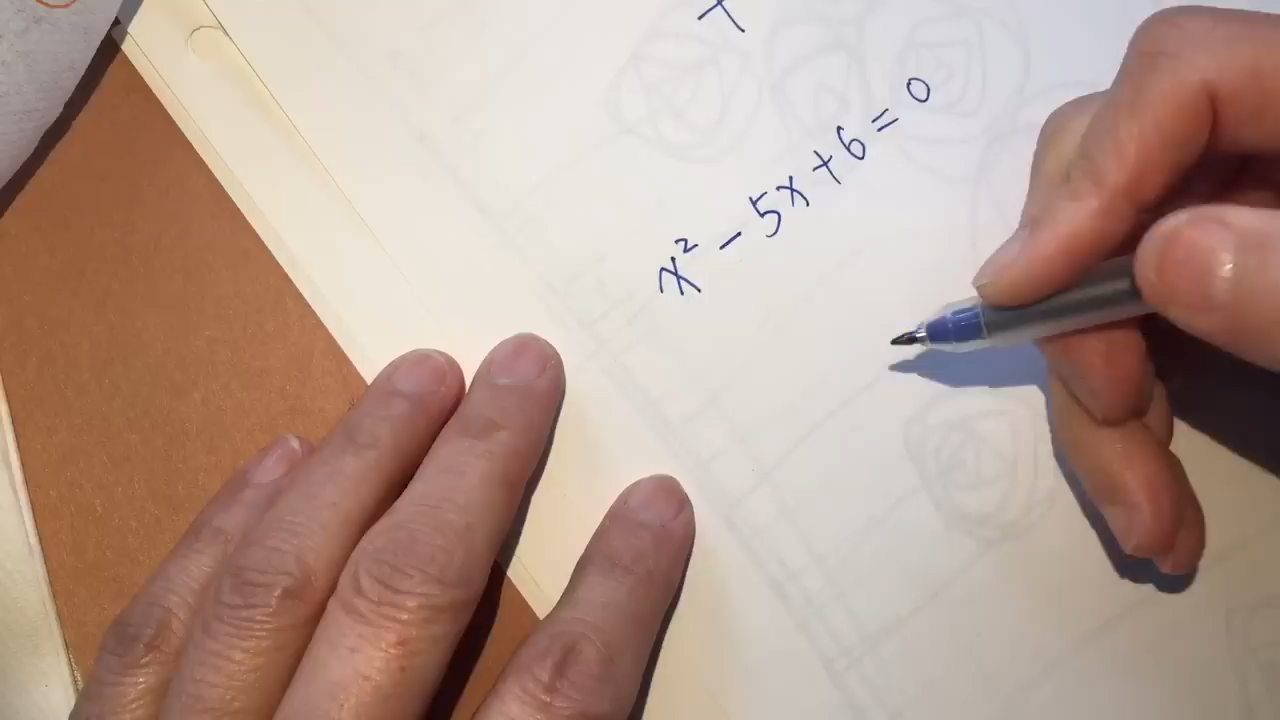 x² - 5x + 6 = 0